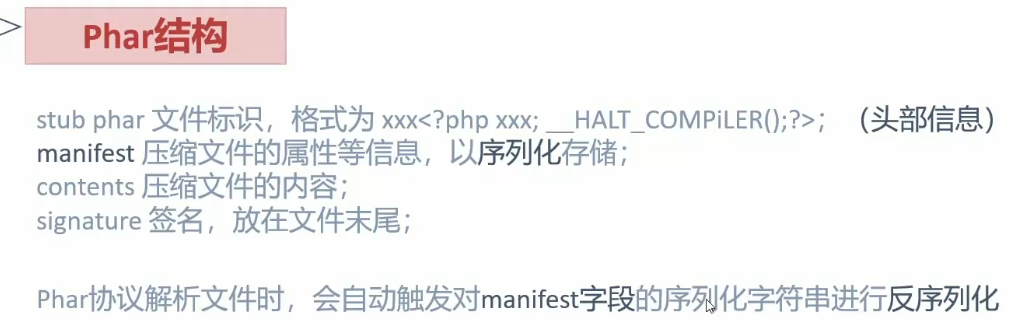 Phar结构
stub phar 文件标识，格式为 xxx<?php xxx; __HALT_COMPiLER();?>；（头部信息）
manifest 压缩文件的属性等信息，以序列化存储；
contents 压缩文件的内容；
signature 签名，放在文件末尾；
Phar协议解析文件时，会自动触发对manifest字段的序列化字符串进行反序列化